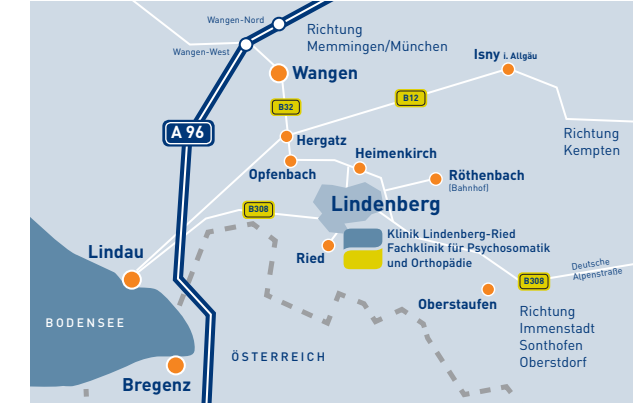 Wangen-Nord
Richtung
Memmingen/München
Wangen-West
Isny i. Allgäu
Wangen
B32
B12
A 96
Hergatz
Richtung
Kempten
Heimenkirch
Opfenbach
Röthenbach
(Bahnhof)
Lindenberg
B308
Klinik Lindenberg-Ried
Fachklinik für Psychosomatik
und Orthopädie
Lindau
Ried
Deutsche
Alpenstraße
B308
Oberstaufen
Richtung
Immenstadt
Sonthofen
Oberstdorf
BODENSEE
ÖSTERREICH
Bregenz